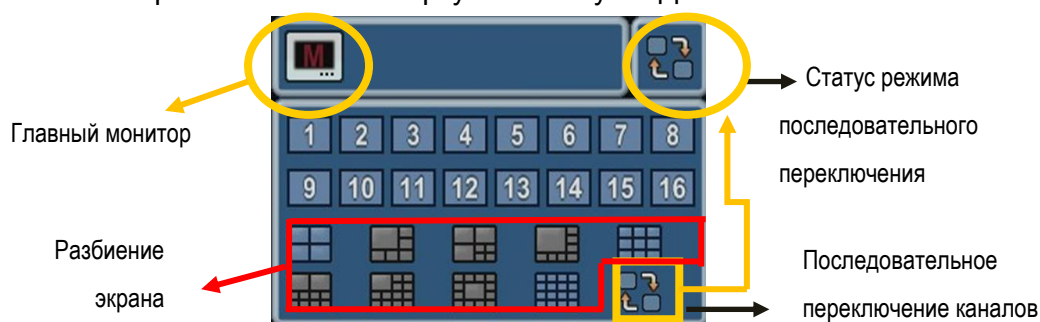 M
Статус режима
последовательного
переключения
Главный монитор
1 2 3 4 5 6 7 8
9 10 11 12 13 14 15 16
Разбиение
экрана
Последовательное
переключение каналов